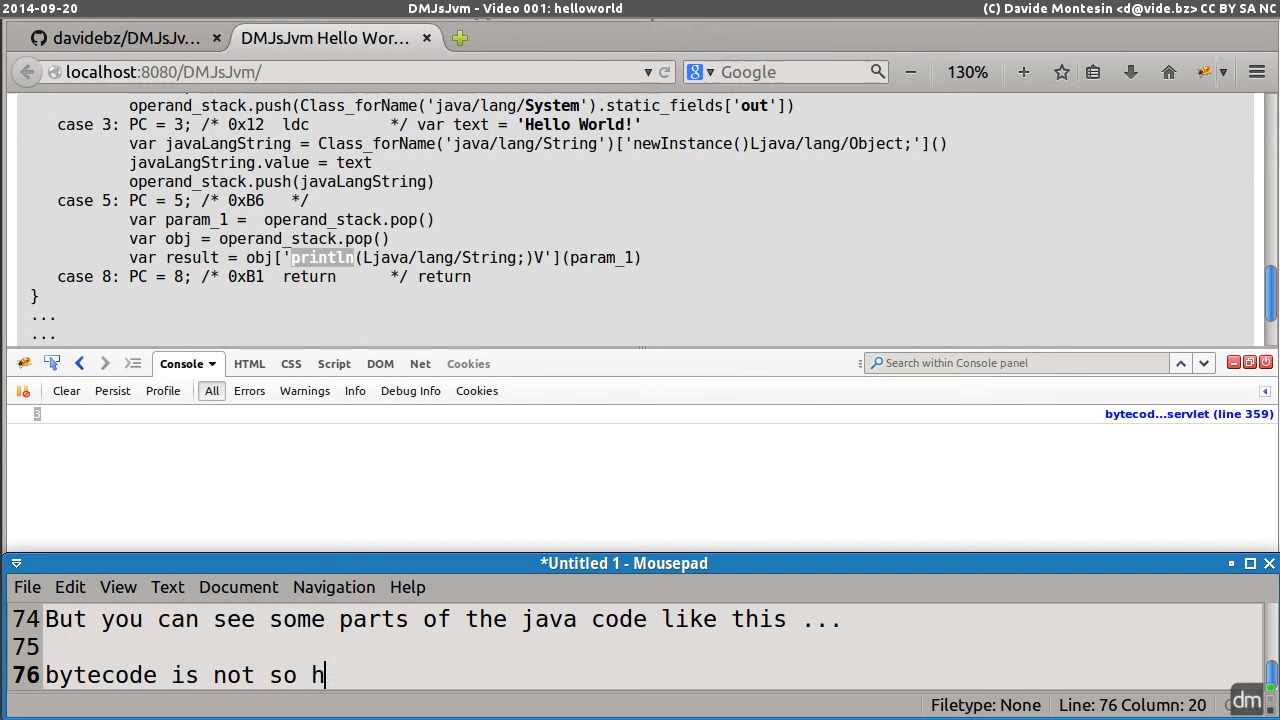 2014-09-20 DMJsJvm - Video 001: helloworld (C) Davide Montesin <d@vide.bz> CC BY SA NC
davidebz/DMJsJv... × DMJsJvm Hello Wor... ×
localhost:8080/DMJsJvm/ Google 130%
operand_stack.push(Class_forName('java/lang/System').static_fields['out'])
case 3: PC = 3; /* 0x12 ldc */ var text = 'Hello World!'
var javaLangString = Class_forName('java/lang/String')['newInstance()Ljava/lang/Object;']()
javaLangString.value = text
operand_stack.push(javaLangString)
case 5: PC = 5; /* 0xB6 */
var param_1 = operand_stack.pop()
var obj = operand_stack.pop()
var result = obj['println(Ljava/lang/String;)V'](param_1)
case 8: PC = 8; /* 0xB1 return */ return
}
...
...
Console HTML CSS Script DOM Net Cookies Search within Console panel
Clear Persist Profile All Errors Warnings Info Debug Info Cookies
3 bytecod...servlet (line 359)
*Untitled 1 - Mousepad
File Edit View Text Document Navigation Help
74 But you can see some parts of the java code like this ...
75
76 bytecode is not so h
Filetype: None Line: 76 Column: 20
dm